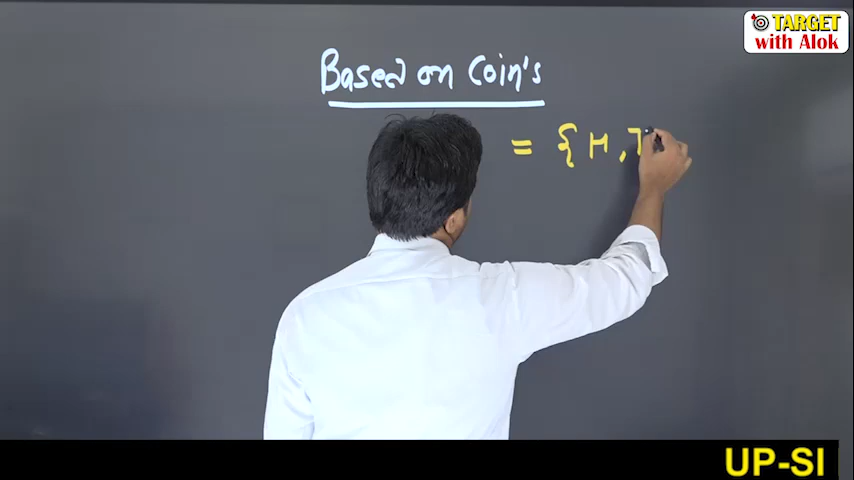 TARGET
with Alok
Based on Coin's
= { H, T
UP-SI